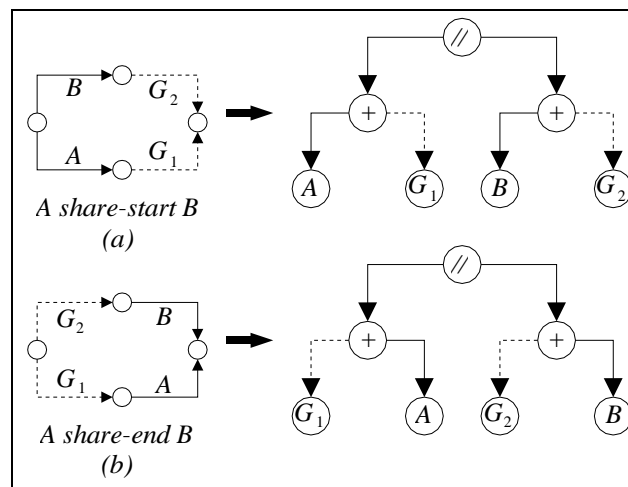 B G₂
A G₁
A share-start B
(a)
//
+ +
A G₁ B G₂
G₂ B
G₁ A
A share-end B
(b)
//
+ +
G₁ A G₂ B